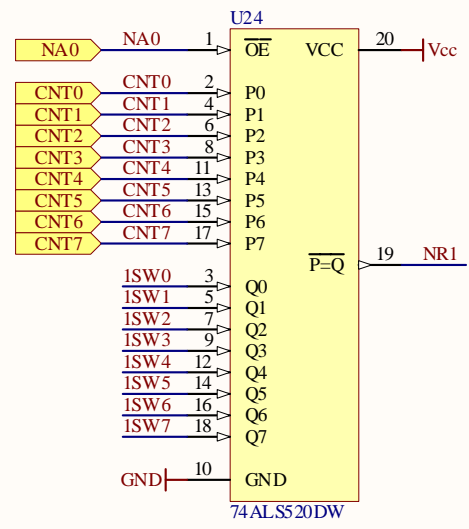 U24
NA0 NA0 1 OE VCC 20 Vcc
CNT0 CNT0 2 P0
CNT1 CNT1 4 P1
CNT2 CNT2 6 P2
CNT3 CNT3 8 P3
CNT4 CNT4 11 P4
CNT5 CNT5 13 P5
CNT6 CNT6 15 P6
CNT7 CNT7 17 P7
P=Q 19 NR1
1SW0 3 Q0
1SW1 5 Q1
1SW2 7 Q2
1SW3 9 Q3
1SW4 12 Q4
1SW5 14 Q5
1SW6 16 Q6
1SW7 18 Q7
GND 10 GND
74ALS520DW